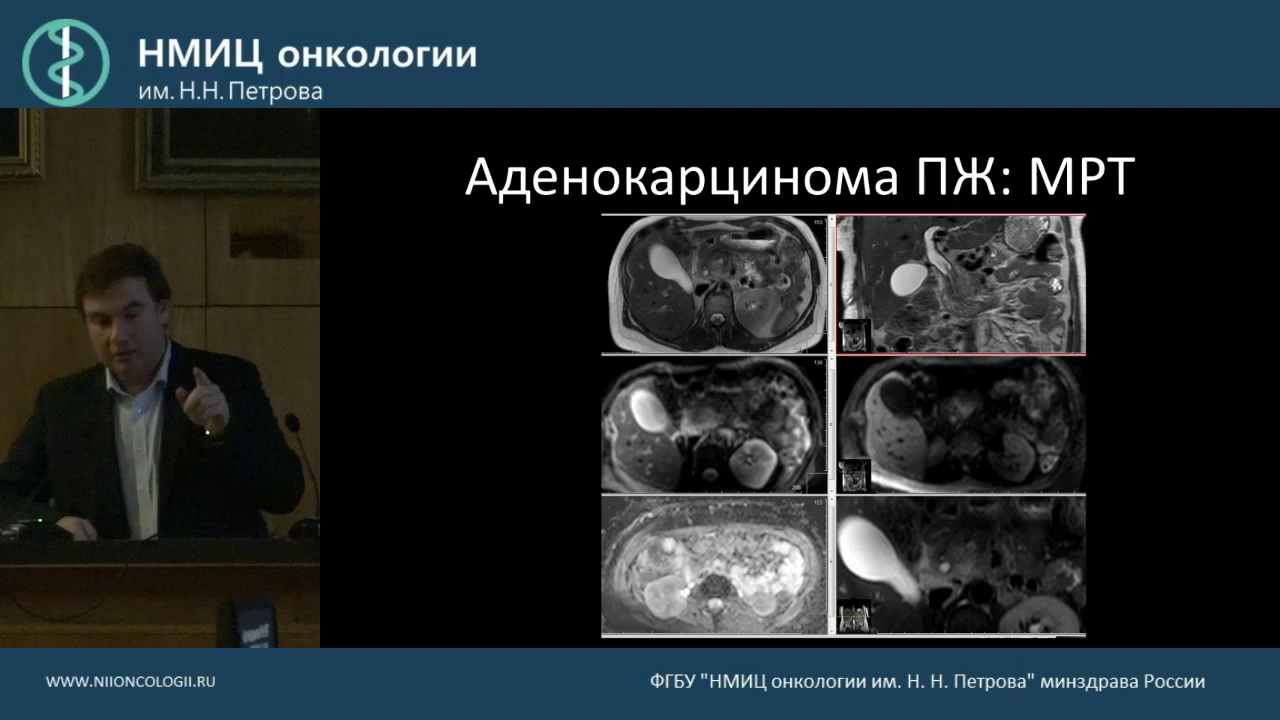 НМИЦ онкологии
им. Н.Н. Петрова
Аденокарцинома ПЖ: МРТ
WWW.NIIONCOLOGII.RU
ФГБУ "НМИЦ онкологии им. Н. Н. Петрова" минздрава России